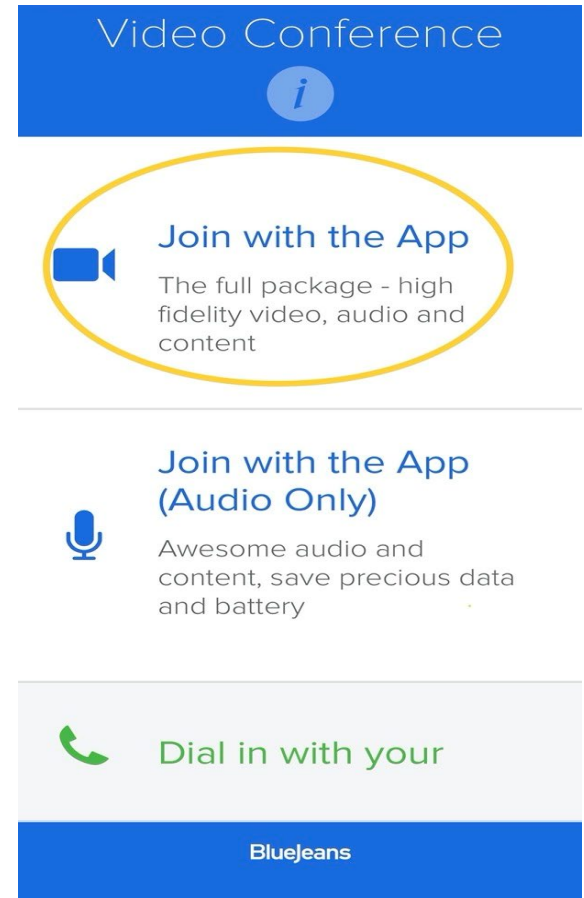 Video Conference
i
Join with the App
The full package - high
fidelity video, audio and
content
Join with the App
(Audio Only)
Awesome audio and
content, save precious data
and battery
Dial in with your
BlueJeans